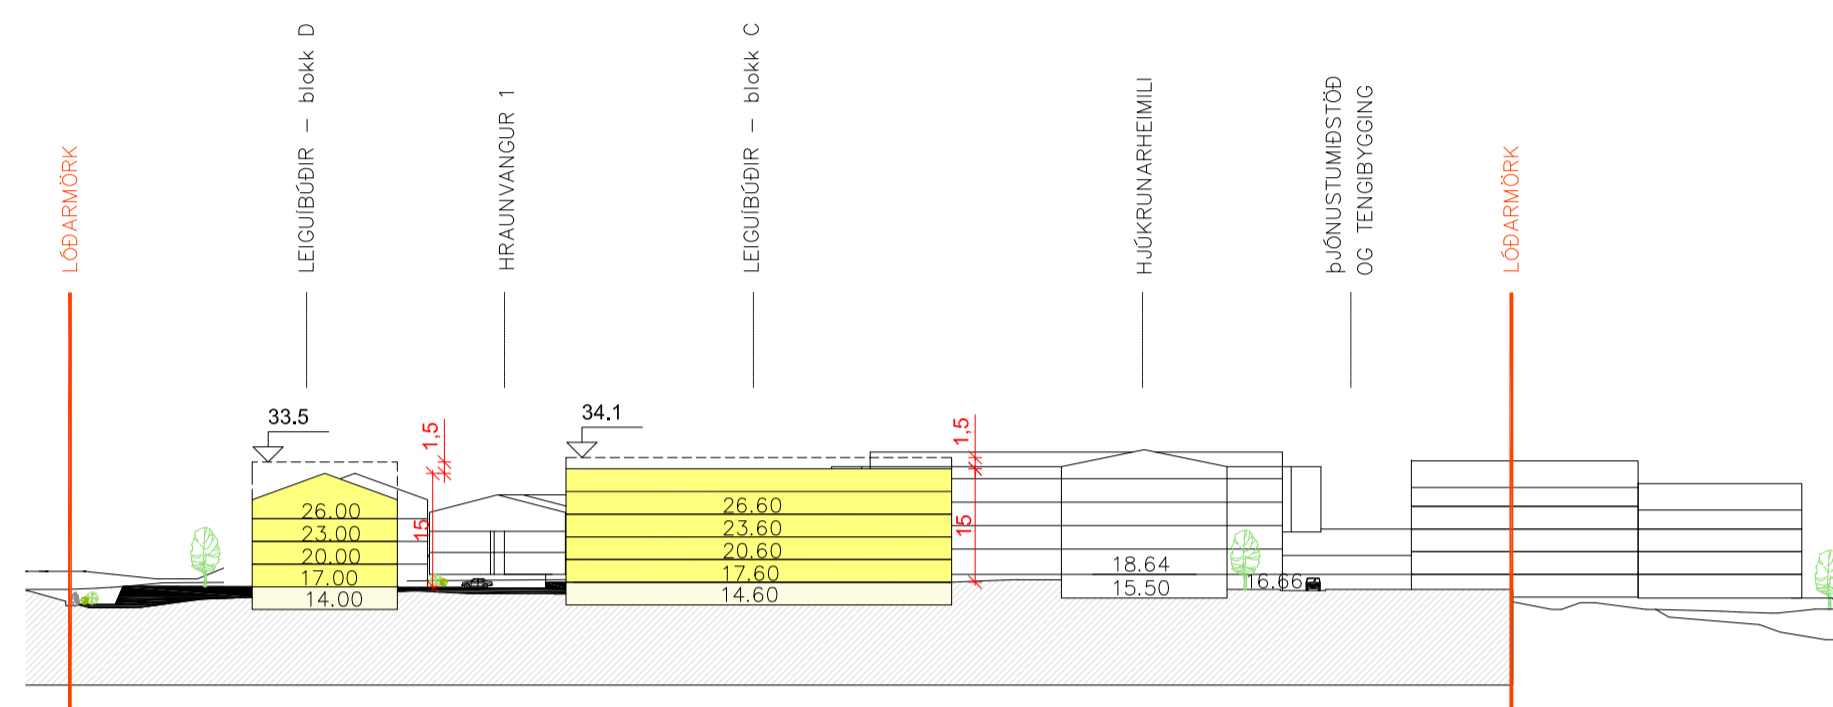 LÓÐARMÖRK
LEIGUÍBÚÐIR – blokk D
HRAUNVANGUR 1
LEIGUÍBÚÐIR – blokk C
HJÚKRUNARHEIMILI
ÞJÓNUSTUMIÐSTÖÐ
OG TENGIBYGGING
LÓÐARMÖRK
33.5
1,5
34.1
1,5
26.00
23.00
20.00
17.00
14.00
15
26.60
23.60
20.60
17.60
14.60
15
18.64
15.50
16.66